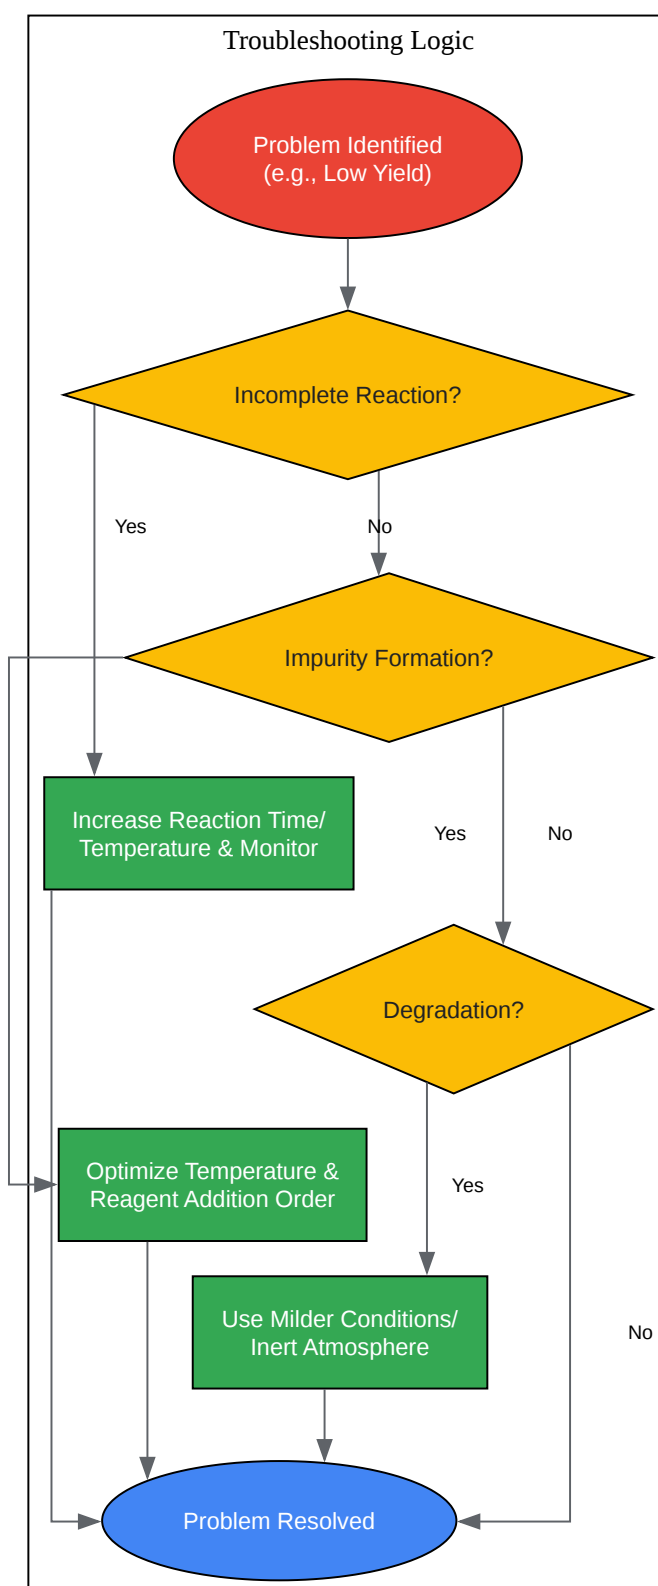 Troubleshooting Logic
Problem Identified
(e.g., Low Yield)
Incomplete Reaction?
Yes
No
Impurity Formation?
Increase Reaction Time/
Temperature & Monitor
Yes
No
Degradation?
Optimize Temperature &
Reagent Addition Order
Yes
Use Milder Conditions/
Inert Atmosphere
No
Problem Resolved